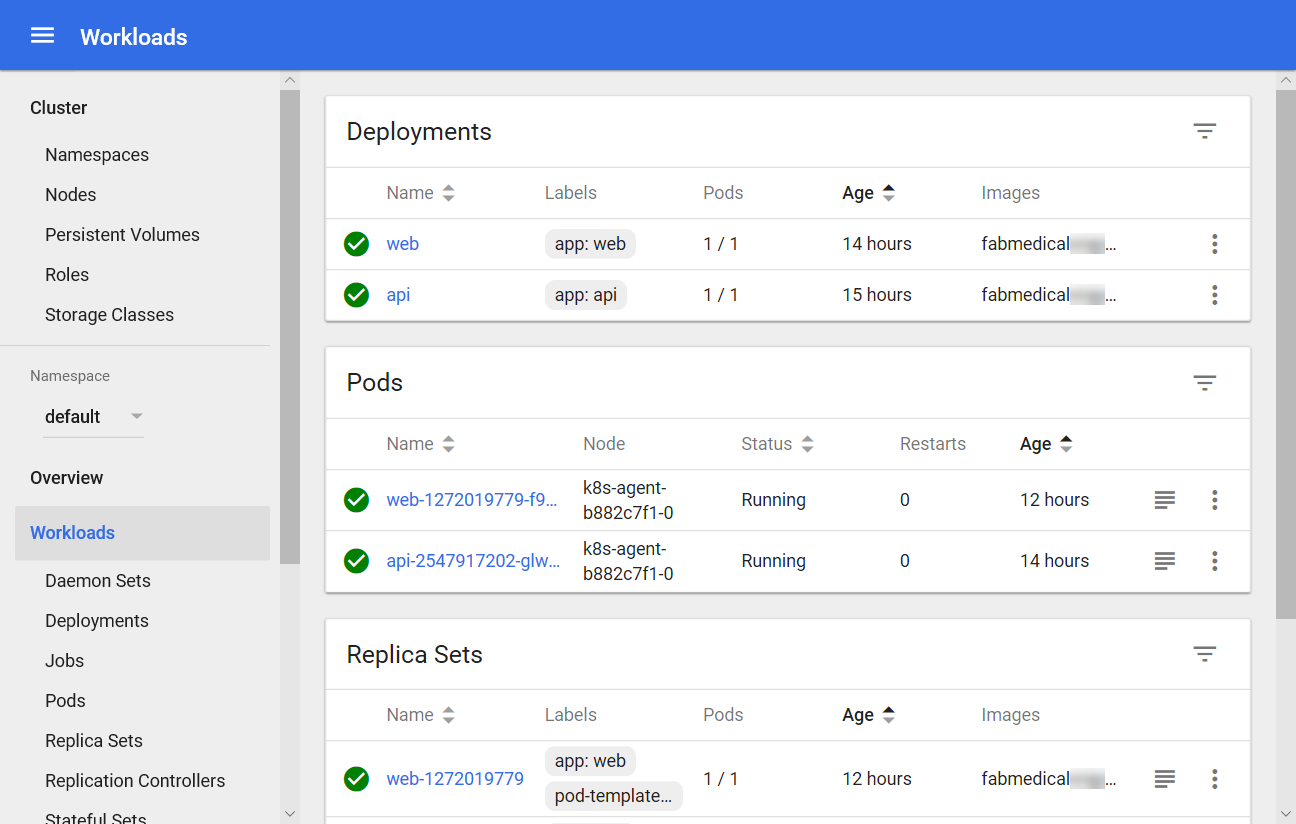 Workloads
Cluster
Namespaces
Nodes
Persistent Volumes
Roles
Storage Classes
Namespace
default
Overview
Workloads
Daemon Sets
Deployments
Jobs
Pods
Replica Sets
Replication Controllers
Stateful Sets
Deployments
Name Labels Pods Age Images
web app: web 1 / 1 14 hours fabmedical...
api app: api 1 / 1 15 hours fabmedical...
Pods
Name Node Status Restarts Age
web-1272019779-f9... k8s-agent-
b882c7f1-0 Running 0 12 hours
api-2547917202-glw... k8s-agent-
b882c7f1-0 Running 0 14 hours
Replica Sets
Name Labels Pods Age Images
web-1272019779 app: web
pod-template... 1 / 1 12 hours fabmedical...